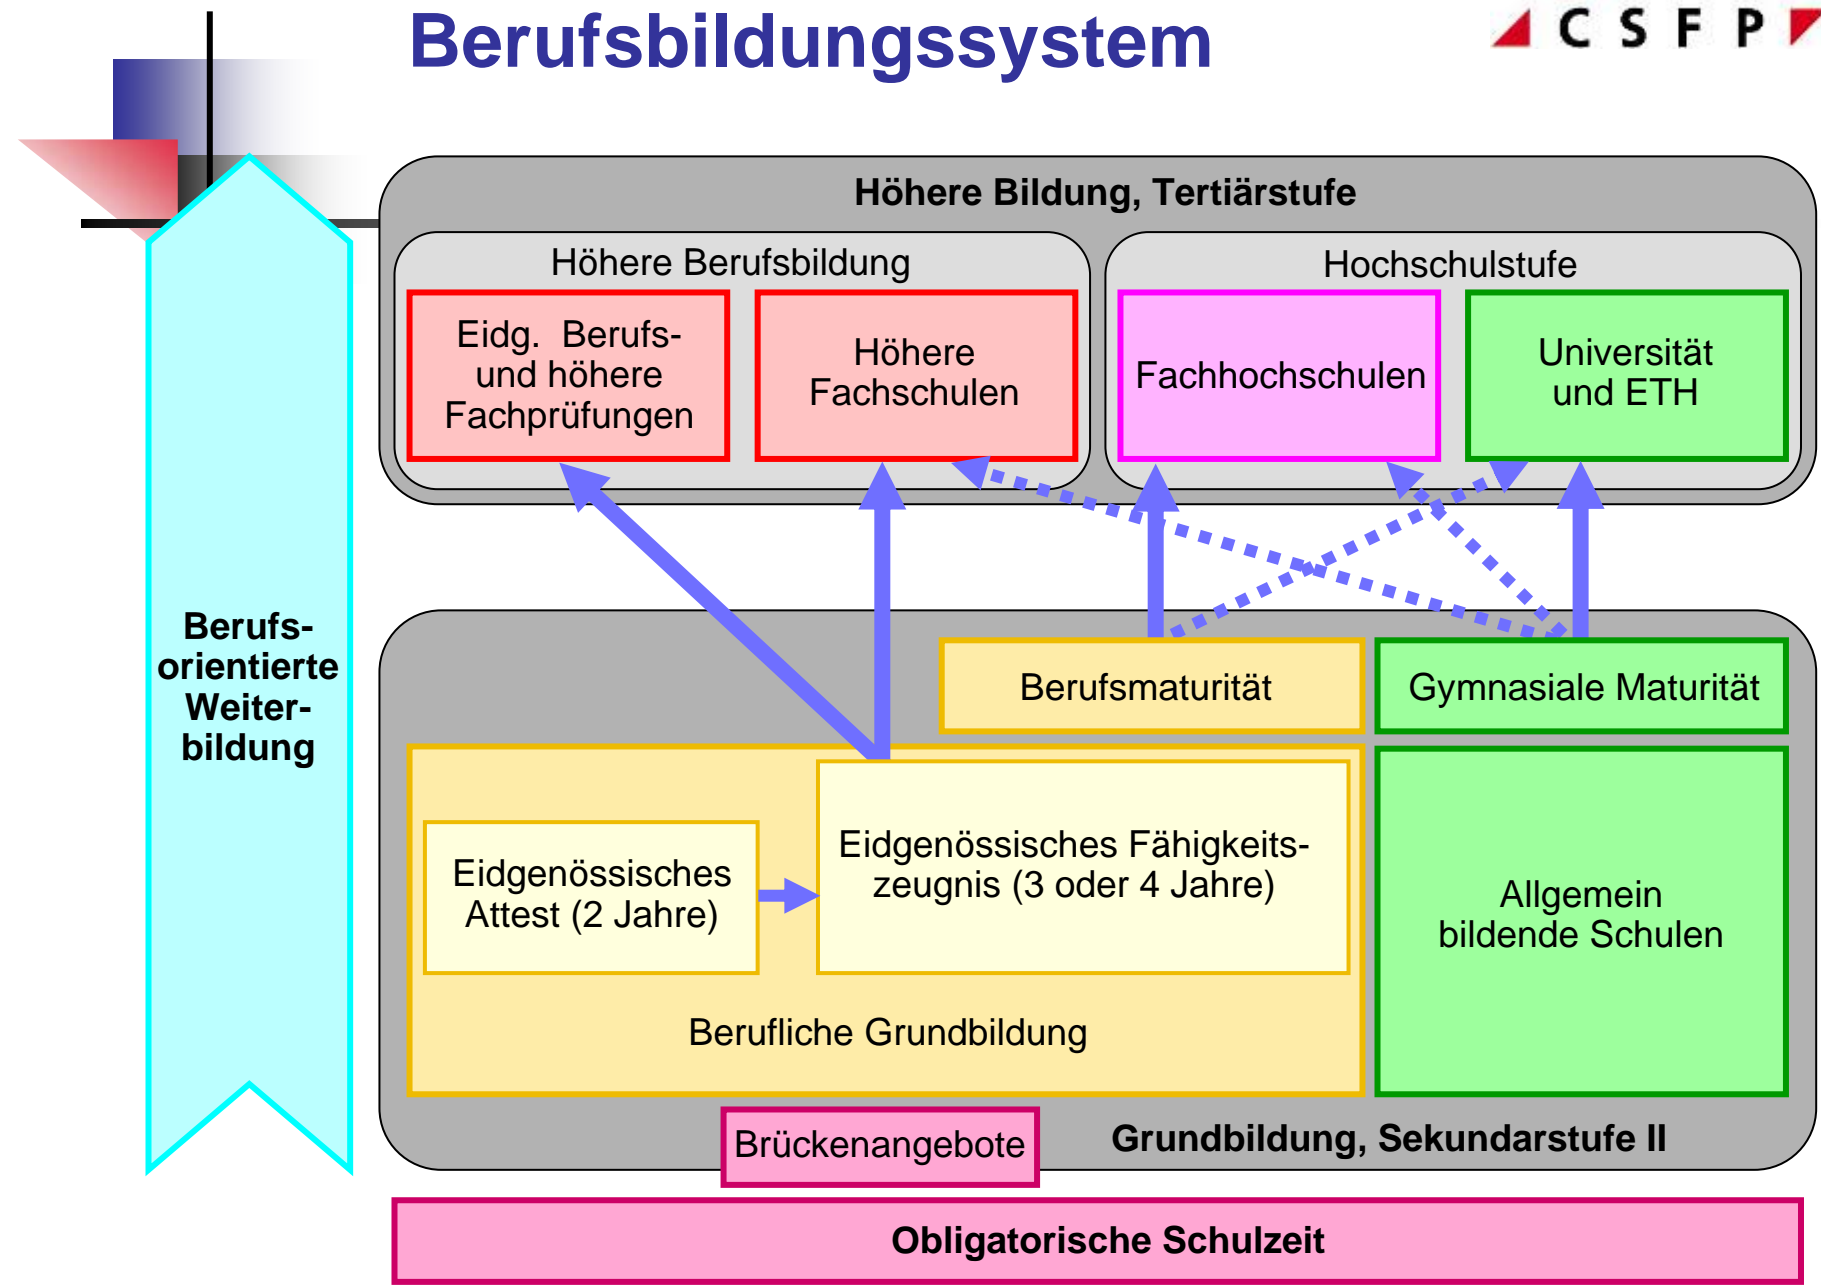 Berufsbildungssystem
CSFP
Höhere Bildung, Tertiärstufe
Höhere Berufsbildung
Hochschulstufe
Eidg. Berufs-
und höhere
Fachprüfungen
Höhere
Fachschulen
Fachhochschulen
Universität
und ETH
Berufs-
orientierte
Weiter-
bildung
Berufsmaturität
Gymnasiale Maturität
Eidgenössisches
Attest (2 Jahre)
Eidgenössisches Fähigkeits-
zeugnis (3 oder 4 Jahre)
Allgemein
bildende Schulen
Berufliche Grundbildung
Brückenangebote
Grundbildung, Sekundarstufe II
Obligatorische Schulzeit